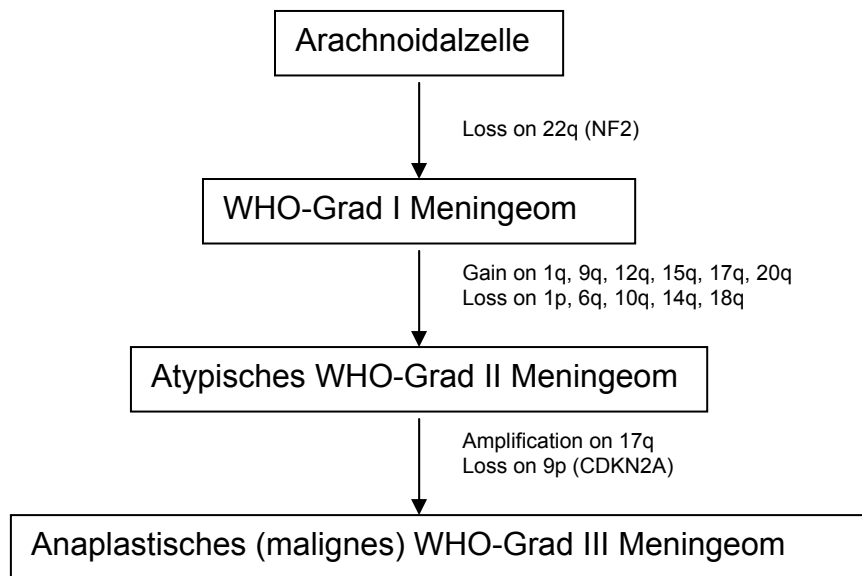 Arachnoidalzelle
Loss on 22q (NF2)
WHO-Grad I Meningeom
Gain on 1q, 9q, 12q, 15q, 17q, 20q
Loss on 1p, 6q, 10q, 14q, 18q
Atypisches WHO-Grad II Meningeom
Amplification on 17q
Loss on 9p (CDKN2A)
Anaplastisches (malignes) WHO-Grad III Meningeom